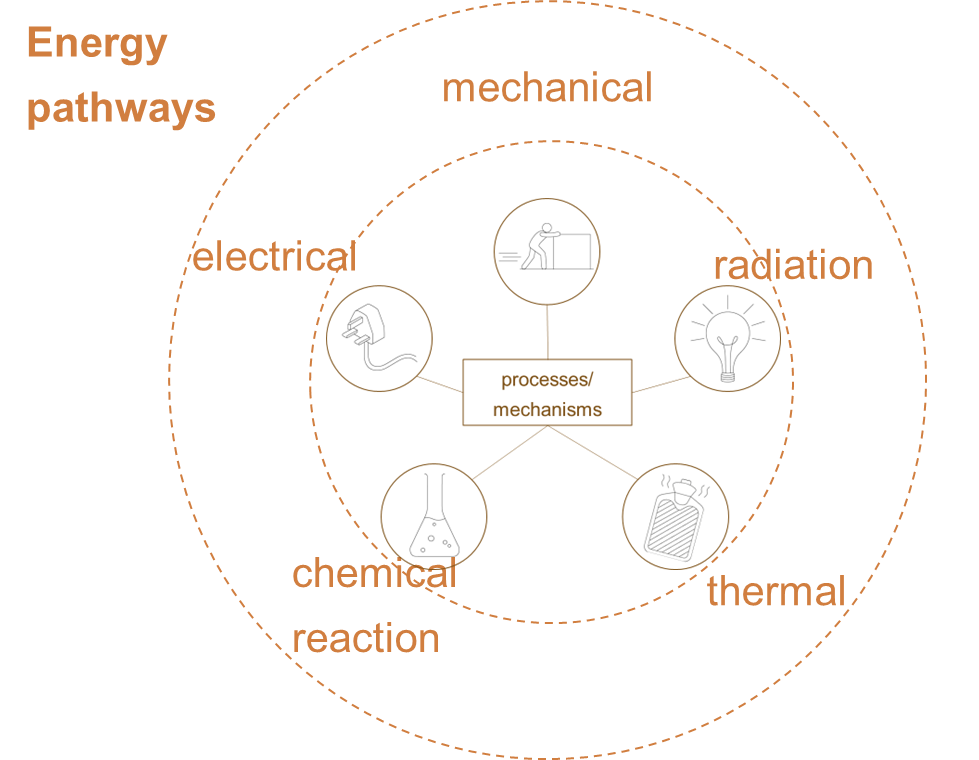 Energy
pathways
mechanical
electrical
radiation
processes/
mechanisms
chemical
reaction
thermal